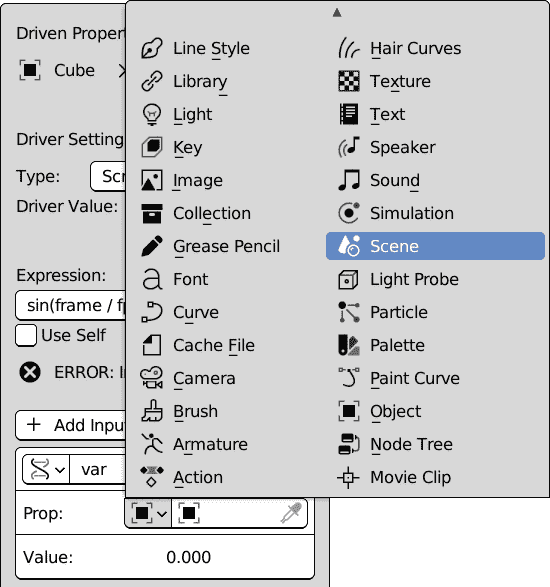 Driven Propert
Cube
Driver Setting
Type: Scr
Driver Value:
Expression:
sin(frame / fp
Use Self
ERROR: I
Add Inpu
var
Prop:
Value: 0.000
Line Style
Library
Light
Key
Image
Collection
Grease Pencil
Font
Curve
Cache File
Camera
Brush
Armature
Action
Hair Curves
Texture
Text
Speaker
Sound
Simulation
Scene
Light Probe
Particle
Palette
Paint Curve
Object
Node Tree
Movie Clip